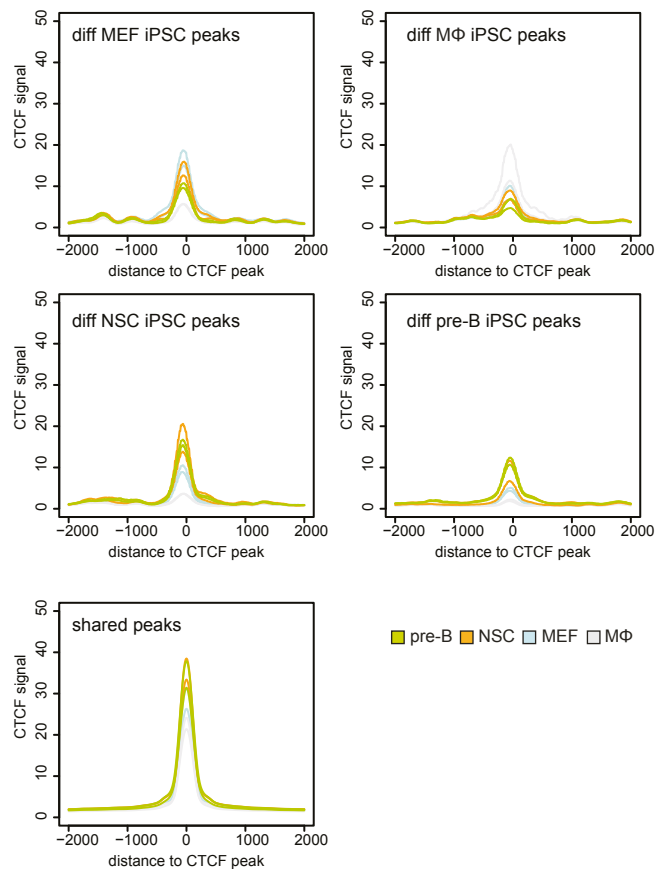 diff MEF iPSC peaks
CTCF signal
0 10 20 30 40 50
−2000 −1000 0 1000 2000
distance to CTCF peak
diff MΦ iPSC peaks
CTCF signal
0 10 20 30 40 50
−2000 −1000 0 1000 2000
distance to CTCF peak
diff NSC iPSC peaks
CTCF signal
0 10 20 30 40 50
−2000 −1000 0 1000 2000
distance to CTCF peak
diff pre-B iPSC peaks
CTCF signal
0 10 20 30 40 50
−2000 −1000 0 1000 2000
distance to CTCF peak
shared peaks
CTCF signal
0 10 20 30 40 50
−2000 −1000 0 1000 2000
distance to CTCF peak
pre-B NSC MEF MΦ